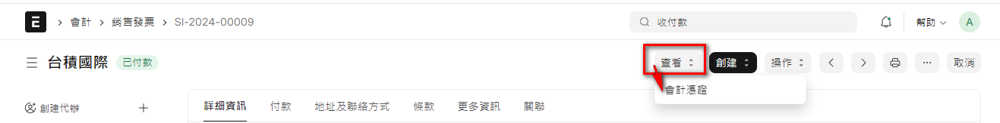 E 會計 銷售發票 SI-2024-00009 收付款 幫助 A
台積國際 已付款 查看 創建 操作 ... 取消
會計憑證
創建代辦 + 詳細資訊 付款 地址及聯絡方式 條款 更多資訊 關聯